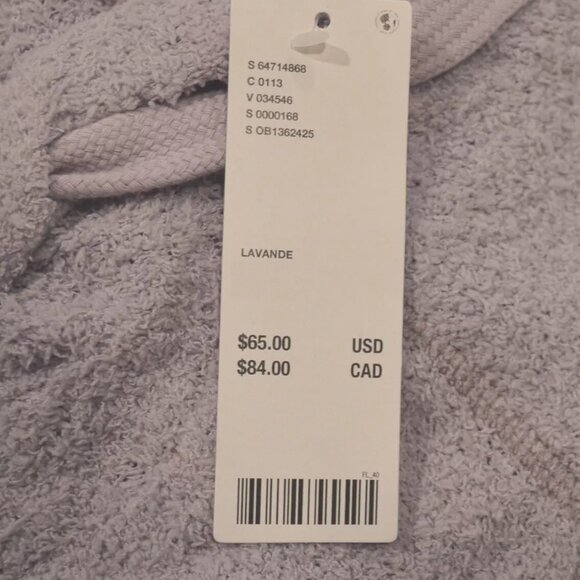 S 64714868
C 0113
V 034546
S 0000168
S OB1362425
LAVANDE
$65.00 USD
$84.00 CAD
FL_40